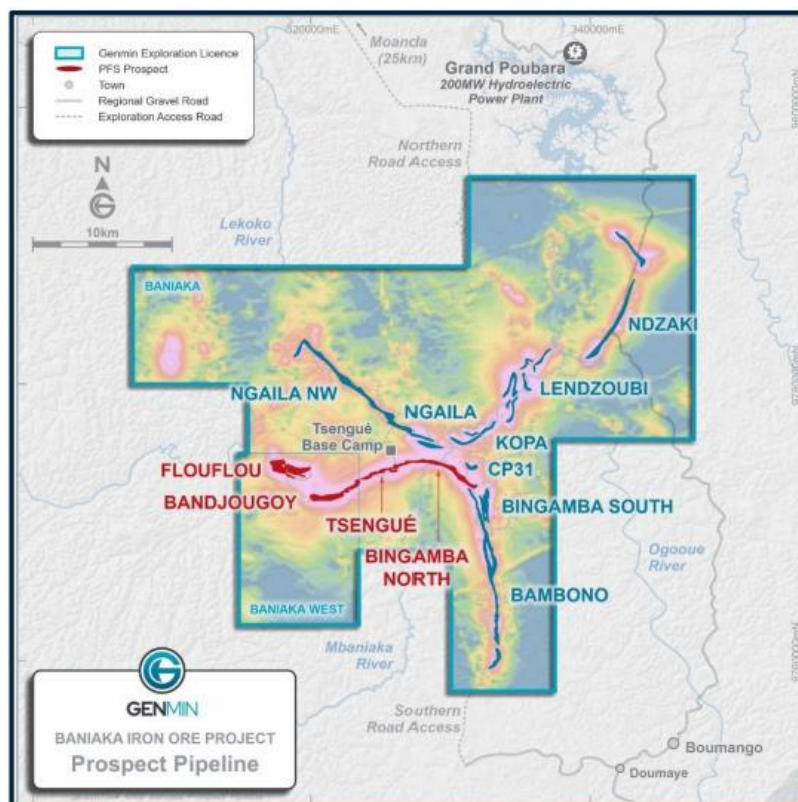 Genmin Exploration Licence
PFS Prospect
Town
Regional Gravel Road
Exploration Access Road
320000mE
340000mE
Moanda
(25km)
Grand Poubara
200MW Hydroelectric
Power Plant
N
10km
Northern
Road Access
Lekoko
River
BANIAKA
NDZAKI
LENDZOUBI
NGAILA NW
NGAILA
Tsengué
Base Camp
KOPA
CP31
FLOUFLOU
BANDJOUGOY
TSENGUÉ
BINGAMBA
NORTH
BINGAMBA SOUTH
BAMBONO
Ogooue
River
BANIAKA WEST
Mbaniaka
River
Southern
Road Access
9780000mN
9760000mN
GENMIN
BANIAKA IRON ORE PROJECT
Prospect Pipeline
Boumango
Doumaye